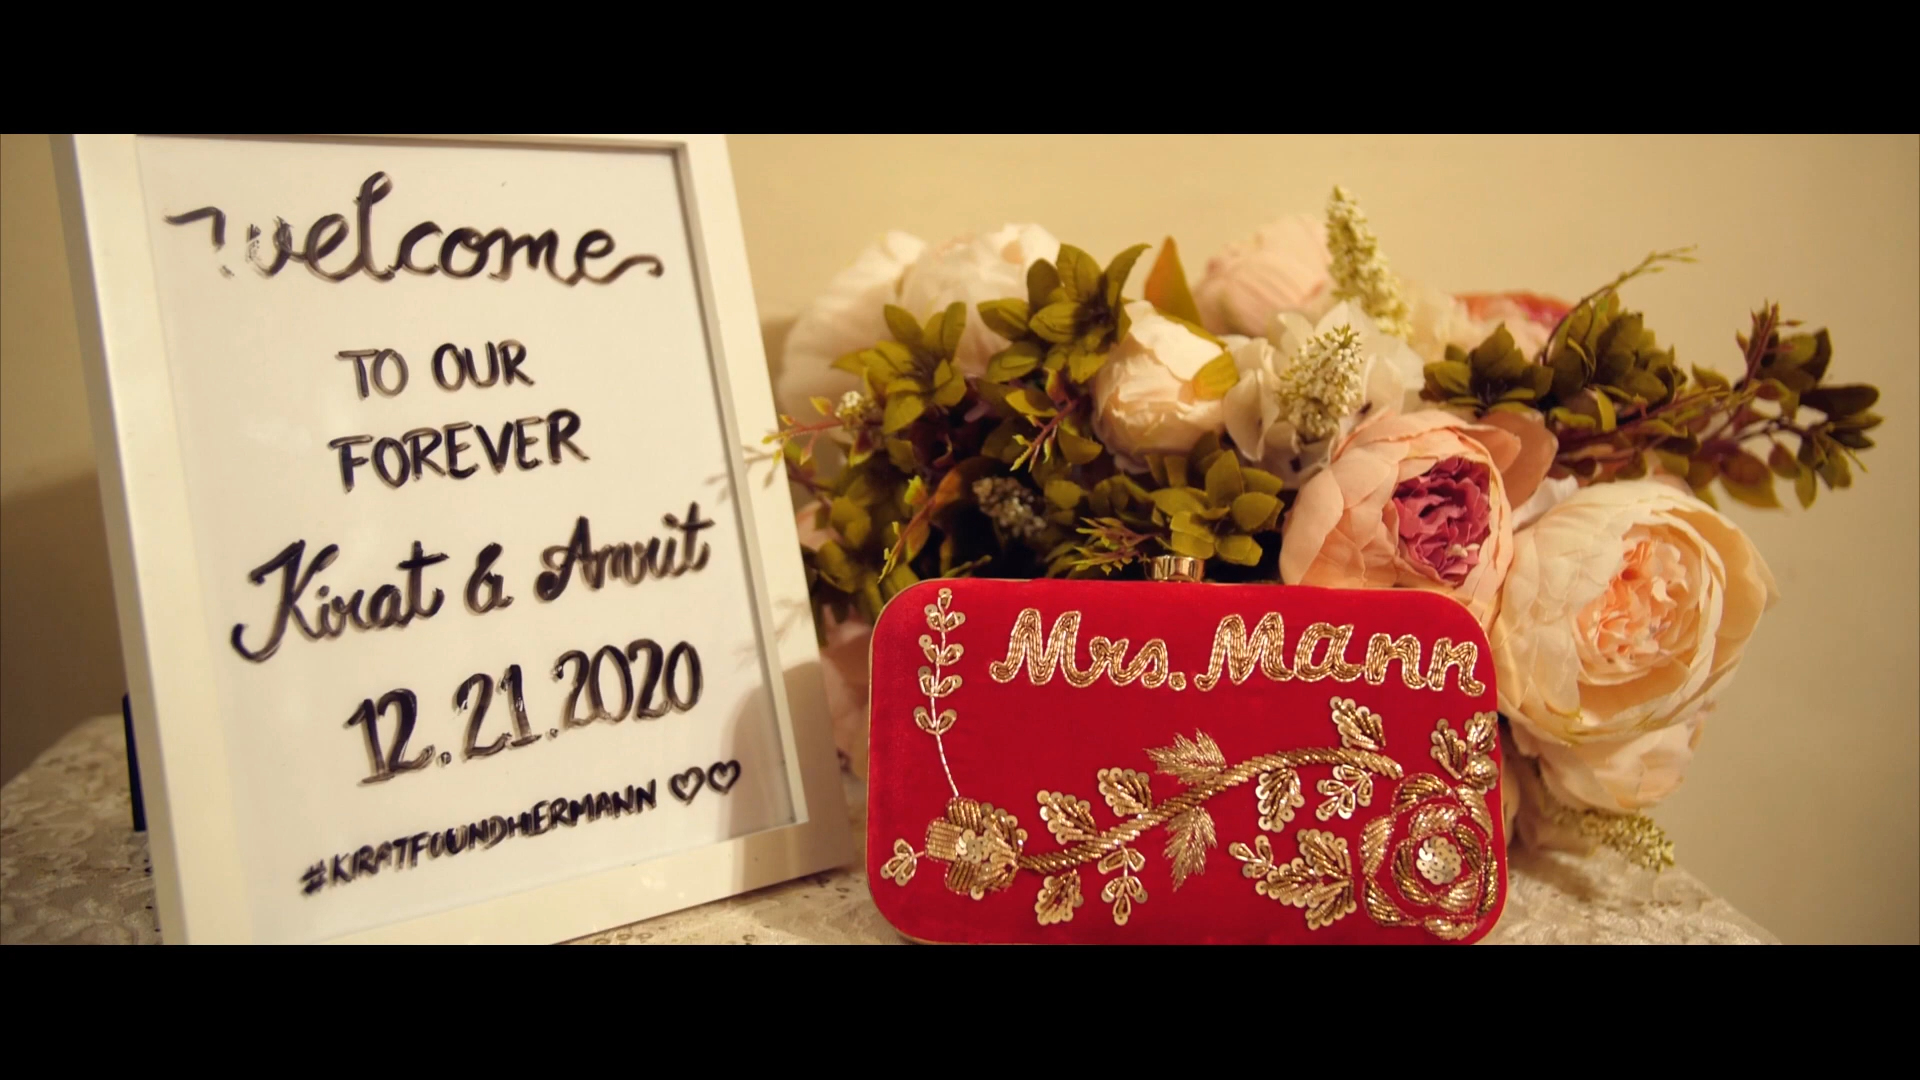 welcome
TO OUR
FOREVER
Kirat & Amrit
12.21.2020
#KIRATFOUNDHERMANN ♡♡
Mrs. Mann